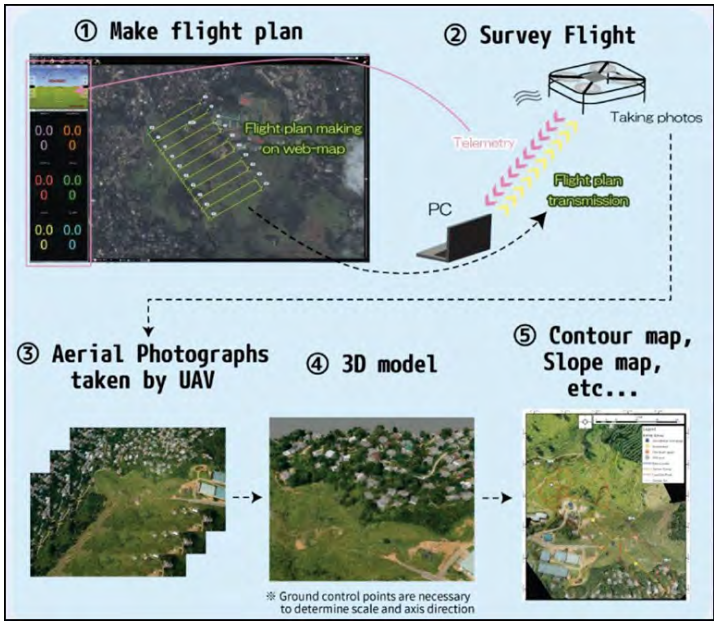 ① Make flight plan
② Survey Flight
0.0
0
0.0
0
0.0
0
0.0
0
0.0
0
0.0
0
Flight plan making
on web-map
Telemetry
Taking photos
PC
Flight plan
transmission
③ Aerial Photographs
taken by UAV
④ 3D model
⑤ Contour map,
Slope map,
etc...
※ Ground control points are necessary
to determine scale and axis direction